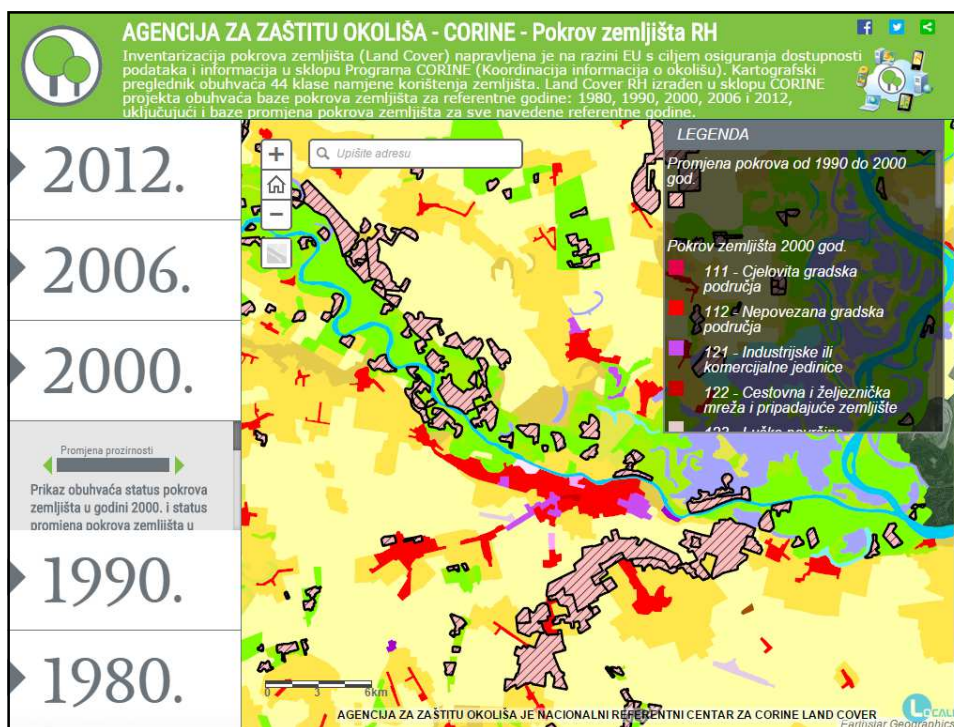 AGENCIJA ZA ZAŠTITU OKOLIŠA - CORINE - Pokrov zemljišta RH
Inventarizacija pokrova zemljišta (Land Cover) napravljena je na razini EU s ciljem osiguranja dostupnosti
podataka i informacija u sklopu Programa CORINE (Koordinacija informacija o okolišu). Kartografski
preglednik obuhvaća 44 klase namjene korištenja zemljišta. Land Cover RH izrađen u sklopu CORINE
projekta obuhvaća baze pokrova zemljišta za referentne godine: 1980, 1990, 2000, 2006 i 2012,
uključujući i baze promjena pokrova zemljišta za sve navedene referentne godine.
2012.
2006.
2000.
Promjena prozirnosti
Prikaz obuhvaća status pokrova
zemljišta u godini 2000. i status
promjena pokrova zemljišta u
1990.
1980.
Upišite adresu
LEGENDA
Promjena pokrova od 1990 do 2000
god.
Pokrov zemljišta 2000 god.
111 - Cjelovita gradska
područja
112 - Nepovezana gradska
područja
121 - Industrijske ili
komercijalne jedinice
122 - Cestovna i željeznička
mreža i pripadajuće zemljište
123 - Lučke površine
0 3 6km
AGENCIJA ZA ZAŠTITU OKOLIŠA JE NACIONALNI REFERENTNI CENTAR ZA CORINE LAND COVER
Earthstar Geographics